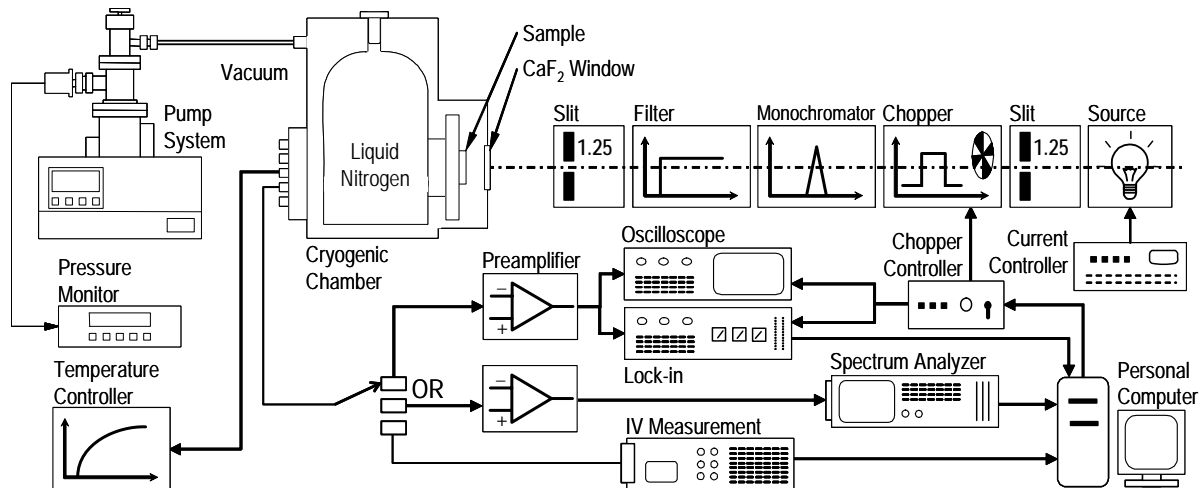 Sample
CaF₂ Window
Vacuum
Pump
System
Liquid
Nitrogen
Slit
1.25
Filter
Monochromator
Chopper
Slit
1.25
Source
Cryogenic
Chamber
Pressure
Monitor
Temperature
Controller
Preamplifier
Oscilloscope
Lock-in
Chopper
Controller
Current
Controller
OR
Spectrum Analyzer
IV Measurement
Personal
Computer